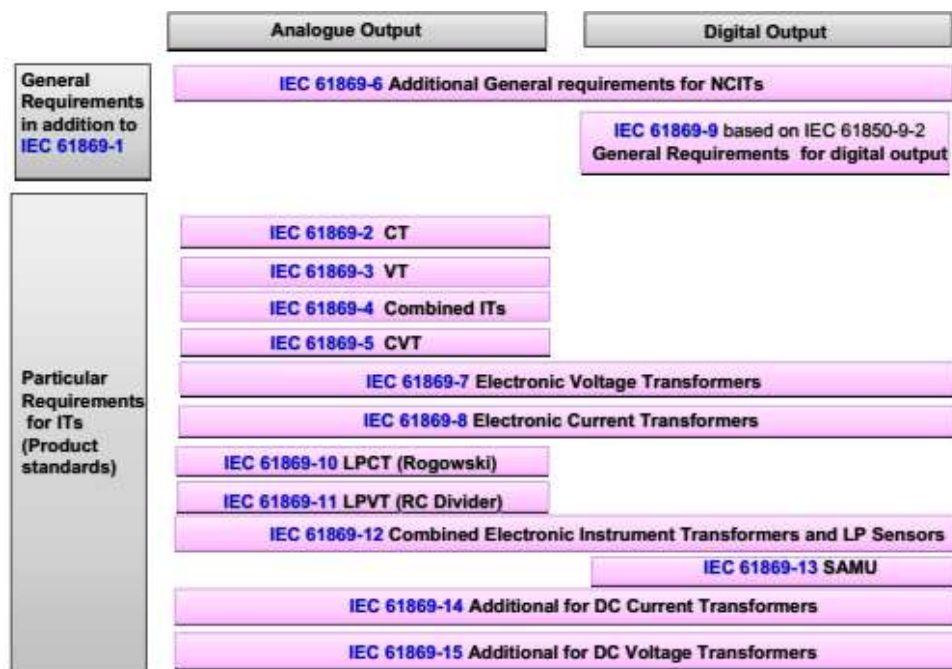 Analogue Output
Digital Output
General
Requirements
in addition to
IEC 61869-1
IEC 61869-6 Additional General requirements for NCITs
IEC 61869-9 based on IEC 61850-9-2
General Requirements for digital output
Particular
Requirements
for ITs
(Product
standards)
IEC 61869-2 CT
IEC 61869-3 VT
IEC 61869-4 Combined ITs
IEC 61869-5 CVT
IEC 61869-7 Electronic Voltage Transformers
IEC 61869-8 Electronic Current Transformers
IEC 61869-10 LPCT (Rogowski)
IEC 61869-11 LPVT (RC Divider)
IEC 61869-12 Combined Electronic Instrument Transformers and LP Sensors
IEC 61869-13 SAMU
IEC 61869-14 Additional for DC Current Transformers
IEC 61869-15 Additional for DC Voltage Transformers